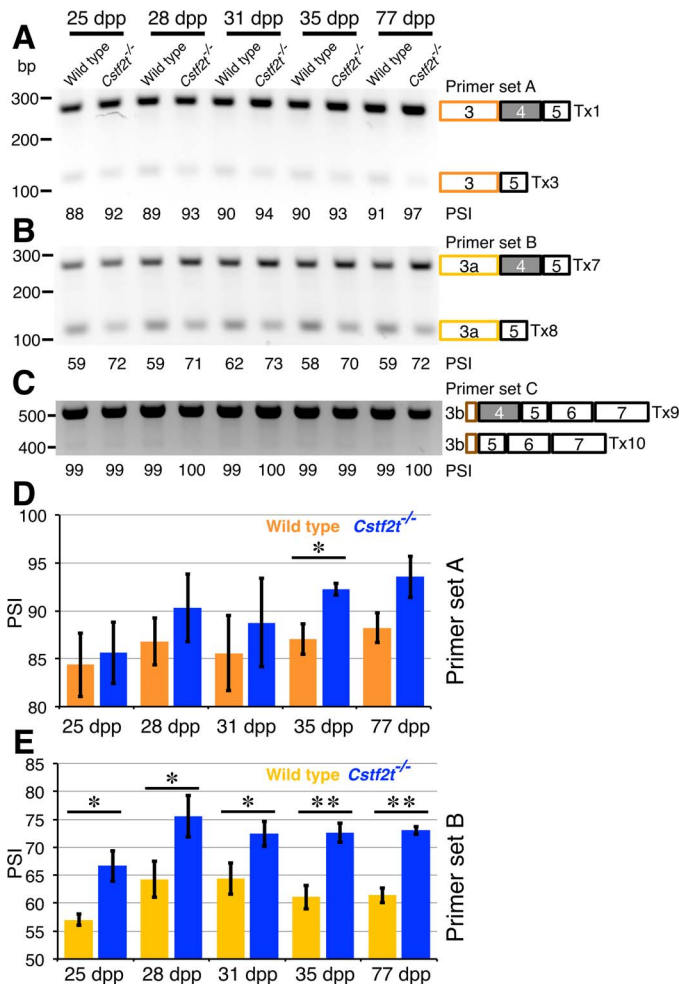 25 dpp 28 dpp 31 dpp 35 dpp 77 dpp
A
bp
Wild type Cstf2t-/- Wild type Cstf2t-/- Wild type Cstf2t-/- Wild type Cstf2t-/- Wild type Cstf2t-/-
Primer set A
300
3 4 5 Tx1
200
100
3 5 Tx3
88 92 89 93 90 94 90 93 91 97 PSI
B
Primer set B
300
3a 4 5 Tx7
200
100
3a 5 Tx8
59 72 59 71 62 73 58 70 59 72 PSI
C
Primer set C
500
3b 4 5 6 7 Tx9
400
3b 5 6 7 Tx10
99 99 99 100 99 100 99 99 99 100 PSI
D
100
Wild type Cstf2t-/-
*
95
90
85
80
PSI
Primer set A
25 dpp 28 dpp 31 dpp 35 dpp 77 dpp
E
85
Wild type Cstf2t-/-
80
* * * ** **
75
70
65
60
55
50
PSI
Primer set B
25 dpp 28 dpp 31 dpp 35 dpp 77 dpp